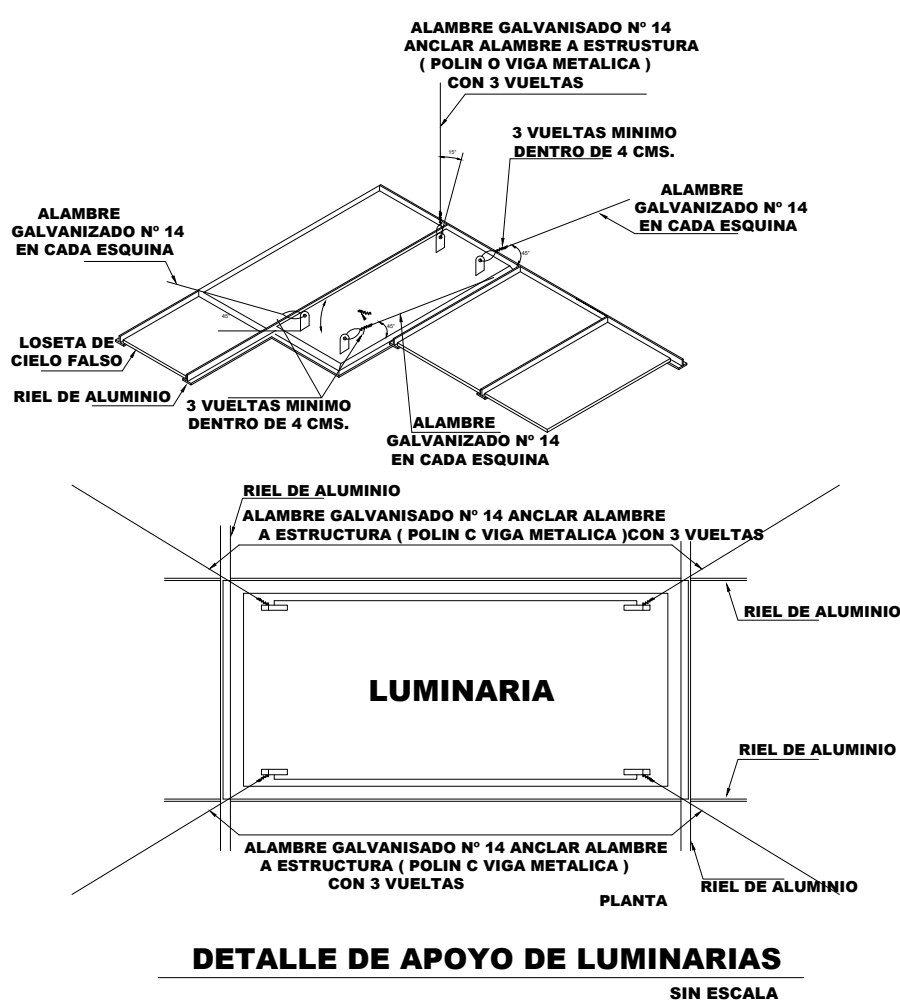 ALAMBRE GALVANISADO Nº 14
ANCLAR ALAMBRE A ESTRUSTURA
( POLIN O VIGA METALICA )
CON 3 VUELTAS
3 VUELTAS MINIMO
DENTRO DE 4 CMS.
15°
ALAMBRE
GALVANIZADO Nº 14
EN CADA ESQUINA
ALAMBRE
GALVANIZADO Nº 14
EN CADA ESQUINA
45°
45°
45°
LOSETA DE
CIELO FALSO
RIEL DE ALUMINIO
3 VUELTAS MINIMO
DENTRO DE 4 CMS.
ALAMBRE
GALVANIZADO Nº 14
EN CADA ESQUINA
RIEL DE ALUMINIO
ALAMBRE GALVANISADO Nº 14 ANCLAR ALAMBRE
A ESTRUCTURA ( POLIN C VIGA METALICA )CON 3 VUELTAS
RIEL DE ALUMINIO
LUMINARIA
RIEL DE ALUMINIO
ALAMBRE GALVANISADO Nº 14 ANCLAR ALAMBRE
A ESTRUCTURA ( POLIN C VIGA METALICA )
CON 3 VUELTAS
RIEL DE ALUMINIO
PLANTA
DETALLE DE APOYO DE LUMINARIAS
SIN ESCALA